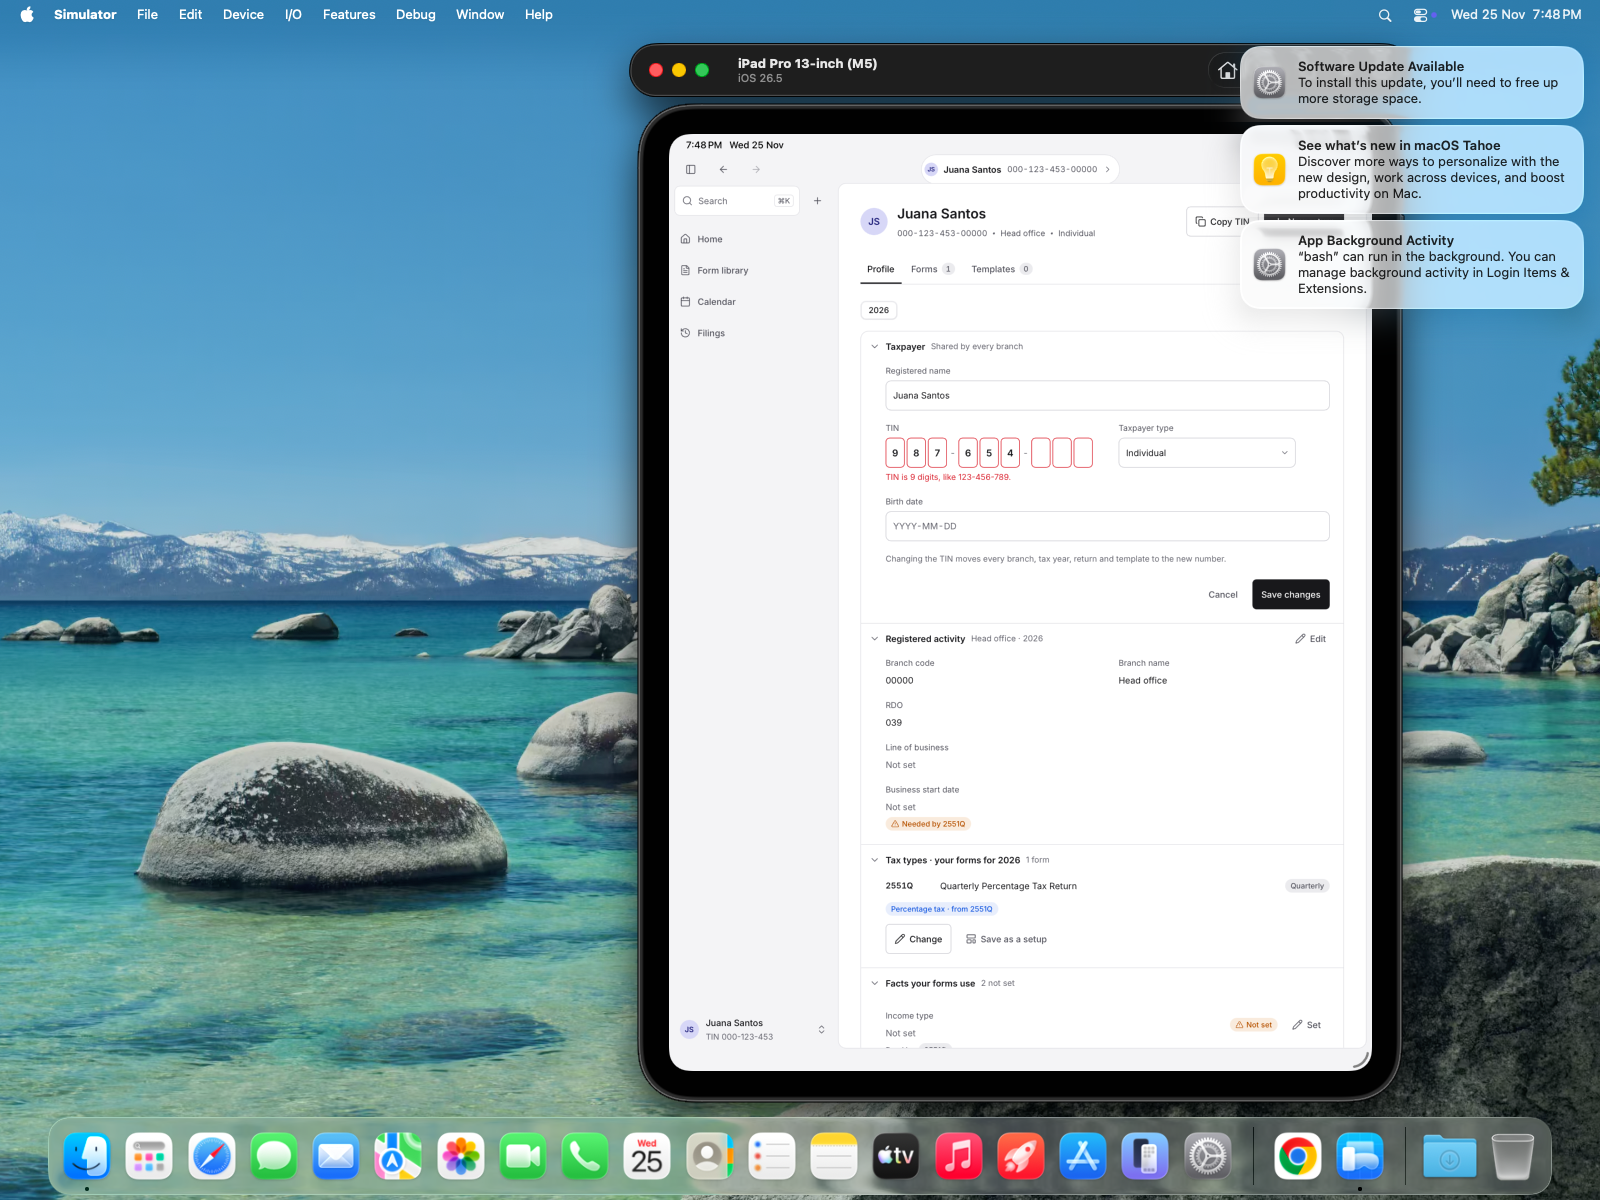 Simulator File Edit Device I/O Features Debug Window Help
Wed 25 Nov 7:48 PM
iPad Pro 13-inch (M5)
iOS 26.5
Software Update Available
To install this update, you'll need to free up
more storage space.
See what's new in macOS Tahoe
Discover more ways to personalize with the
new design, work across devices, and boost
productivity on Mac.
App Background Activity
“bash” can run in the background. You can
manage background activity in Login Items &
Extensions.
7:48 PM Wed 25 Nov
JS Juana Santos 000-123-453-00000
Search ⌘K
Home
Form library
Calendar
Filings
JS
Juana Santos
000-123-453-00000 • Head office • Individual
Copy TIN
Profile Forms 1 Templates 0
2026
Taxpayer Shared by every branch
Registered name
Juana Santos
TIN
Taxpayer type
9 8 7 - 6 5 4 -
Individual
TIN is 9 digits, like 123-456-789.
Birth date
YYYY-MM-DD
Changing the TIN moves every branch, tax year, return and template to the new number.
Cancel Save changes
Registered activity Head office · 2026
Edit
Branch code
Branch name
00000
Head office
RDO
039
Line of business
Not set
Business start date
Not set
Needed by 2551Q
Tax types · your forms for 2026 1 form
2551Q Quarterly Percentage Tax Return Quarterly
Percentage tax · from 2551Q
Change Save as a setup
Facts your forms use 2 not set
Income type
Not set
Not set Set
JS
Juana Santos
TIN 000-123-453
Wed
25
tv